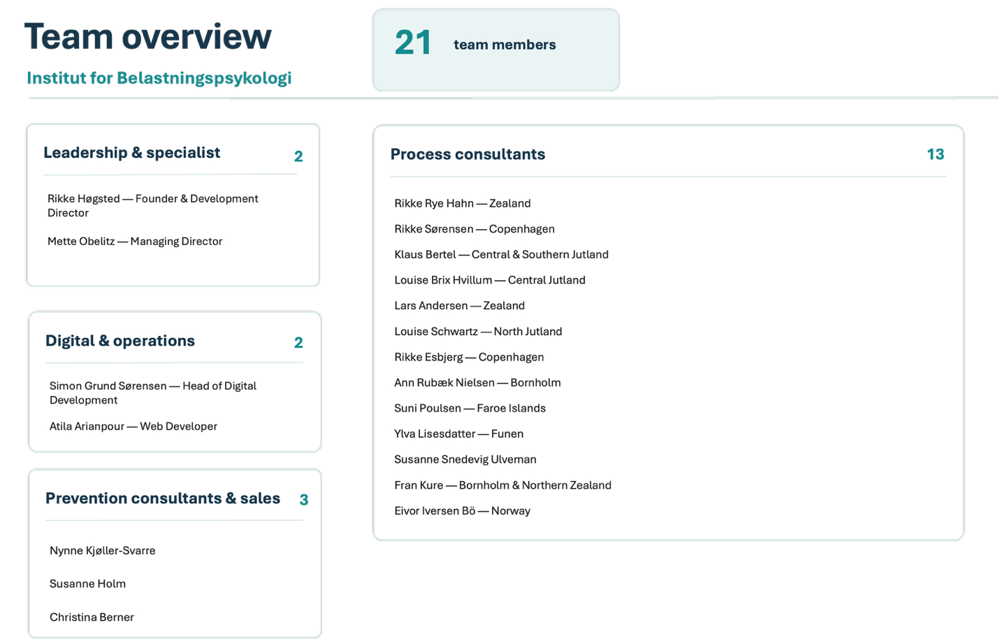 Team overview
Institut for Belastningspsykologi
21 team members
Leadership & specialist 2
Rikke Høgsted — Founder & Development
Director
Mette Obelitz — Managing Director
Digital & operations 2
Simon Grund Sørensen — Head of Digital
Development
Atila Arianpour — Web Developer
Prevention consultants & sales 3
Nynne Kjøller-Svarre
Susanne Holm
Christina Berner
Process consultants 13
Rikke Rye Hahn — Zealand
Rikke Sørensen — Copenhagen
Klaus Bertel — Central & Southern Jutland
Louise Brix Hvillum — Central Jutland
Lars Andersen — Zealand
Louise Schwartz — North Jutland
Rikke Esbjerg — Copenhagen
Ann Rubæk Nielsen — Bornholm
Suni Poulsen — Faroe Islands
Ylva Lisesdatter — Funen
Susanne Snedevig Ulveman
Fran Kure — Bornholm & Northern Zealand
Eivor Iversen Bö — Norway